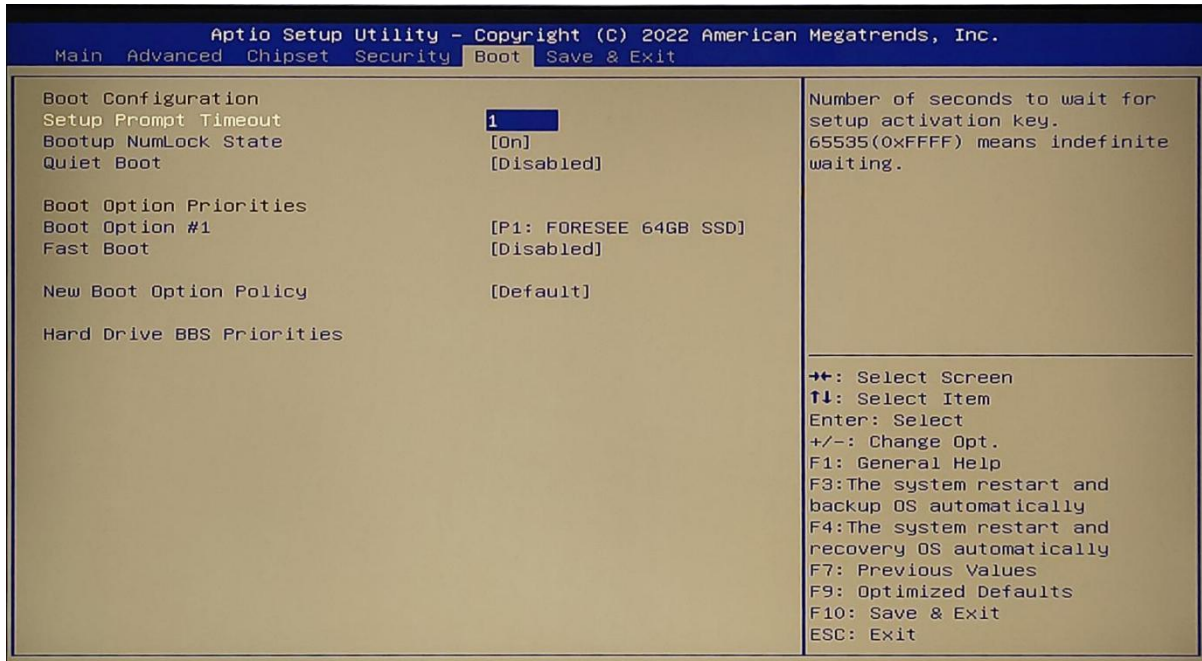 Aptio Setup Utility – Copyright (C) 2022 American Megatrends, Inc.
Main Advanced Chipset Security Boot Save & Exit
Boot Configuration
Setup Prompt Timeout 1
Bootup NumLock State [On]
Quiet Boot [Disabled]
Boot Option Priorities
Boot Option #1 [P1: FORESEE 64GB SSD]
Fast Boot [Disabled]
New Boot Option Policy [Default]
Hard Drive BBS Priorities
Number of seconds to wait for
setup activation key.
65535(0xFFFF) means indefinite
waiting.
→←: Select Screen
↑↓: Select Item
Enter: Select
+/-: Change Opt.
F1: General Help
F3:The system restart and
backup OS automatically
F4:The system restart and
recovery OS automatically
F7: Previous Values
F9: Optimized Defaults
F10: Save & Exit
ESC: Exit